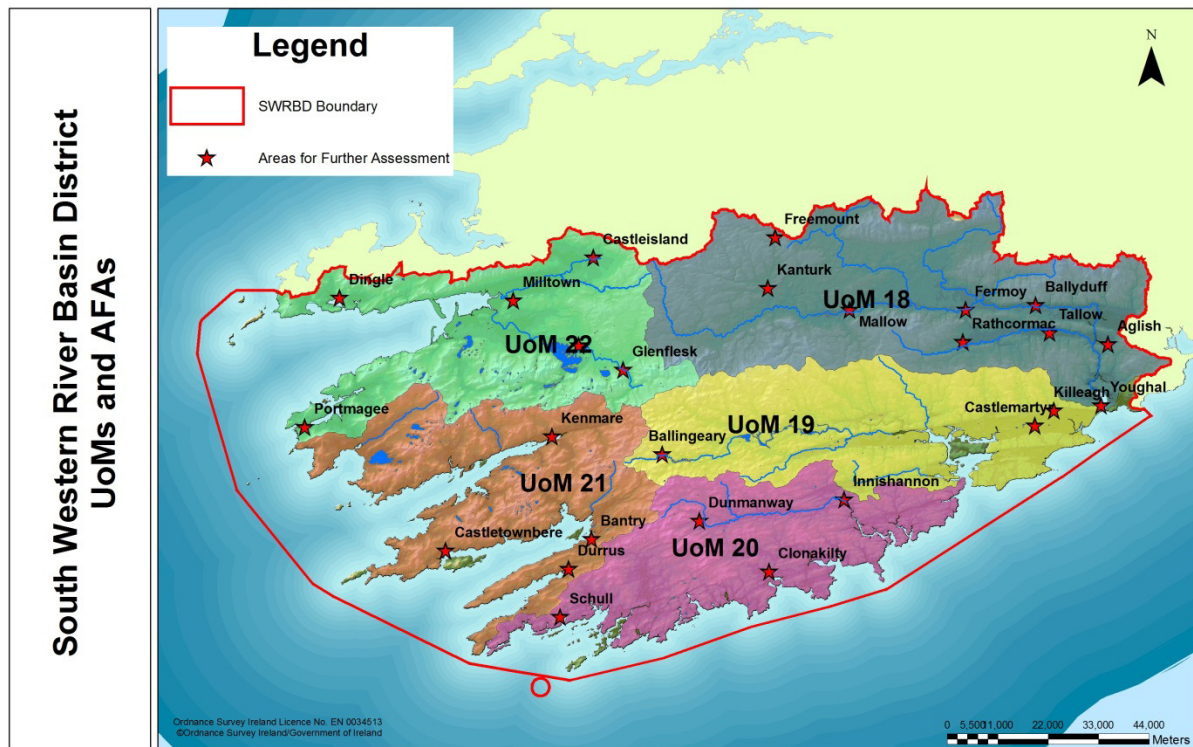 South Western River Basin District
UoMs and AFAs
Legend
SWRBD Boundary
Areas for Further Assessment
N
Freemount
Castleisland
Dingle
Milltown
Kanturk
UoM 18
Fermoy
Ballyduff
Mallow
Rathcormac
Tallow
Aglish
UoM 22
Glenflesk
Portmagee
Kenmare
Ballingeary
UoM 19
Castlemartyr
Killeagh
Youghal
UoM 21
Innishannon
Dunmanway
Castletownbere
Bantry
Durrus
UoM 20
Clonakilty
Schull
Ordnance Survey Ireland Licence No. EN 0034513
©Ordnance Survey Ireland/Government of Ireland
0 5,500 11,000 22,000 33,000 44,000
Meters